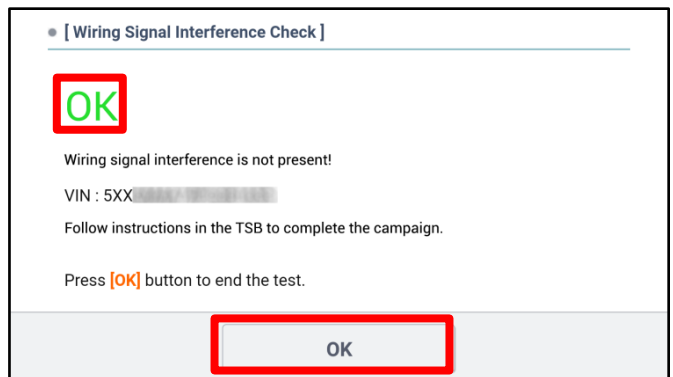 [ Wiring Signal Interference Check ]
OK
Wiring signal interference is not present!
VIN : 5XX
Follow instructions in the TSB to complete the campaign.
Press [OK] button to end the test.
OK